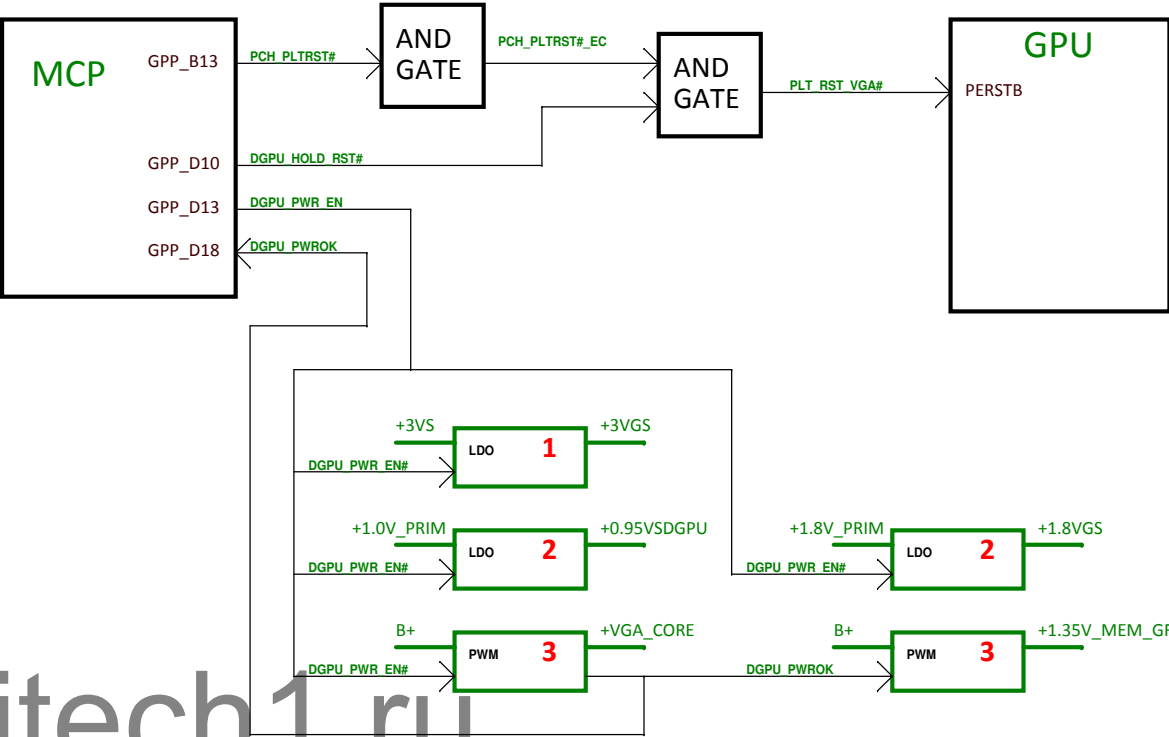 AND
GATE
PCH_PLTRST#_EC
AND
GATE
GPU
MCP
GPP_B13
PCH_PLTRST#
PLT_RST_VGA#
PERSTB
GPP_D10
DGPU_HOLD_RST#
GPP_D13
DGPU_PWR_EN
GPP_D18
DGPU_PWROK
+3VS
+3VGS
LDO
1
DGPU_PWR_EN#
+1.0V_PRIM
+0.95VSDGPU
LDO
2
DGPU_PWR_EN#
+1.8V_PRIM
+1.8VGS
LDO
2
DGPU_PWR_EN#
B+
+VGA_CORE
PWM
3
DGPU_PWR_EN#
B+
+1.35V_MEM_GF
PWM
3
DGPU_PWROK
itech1.ru